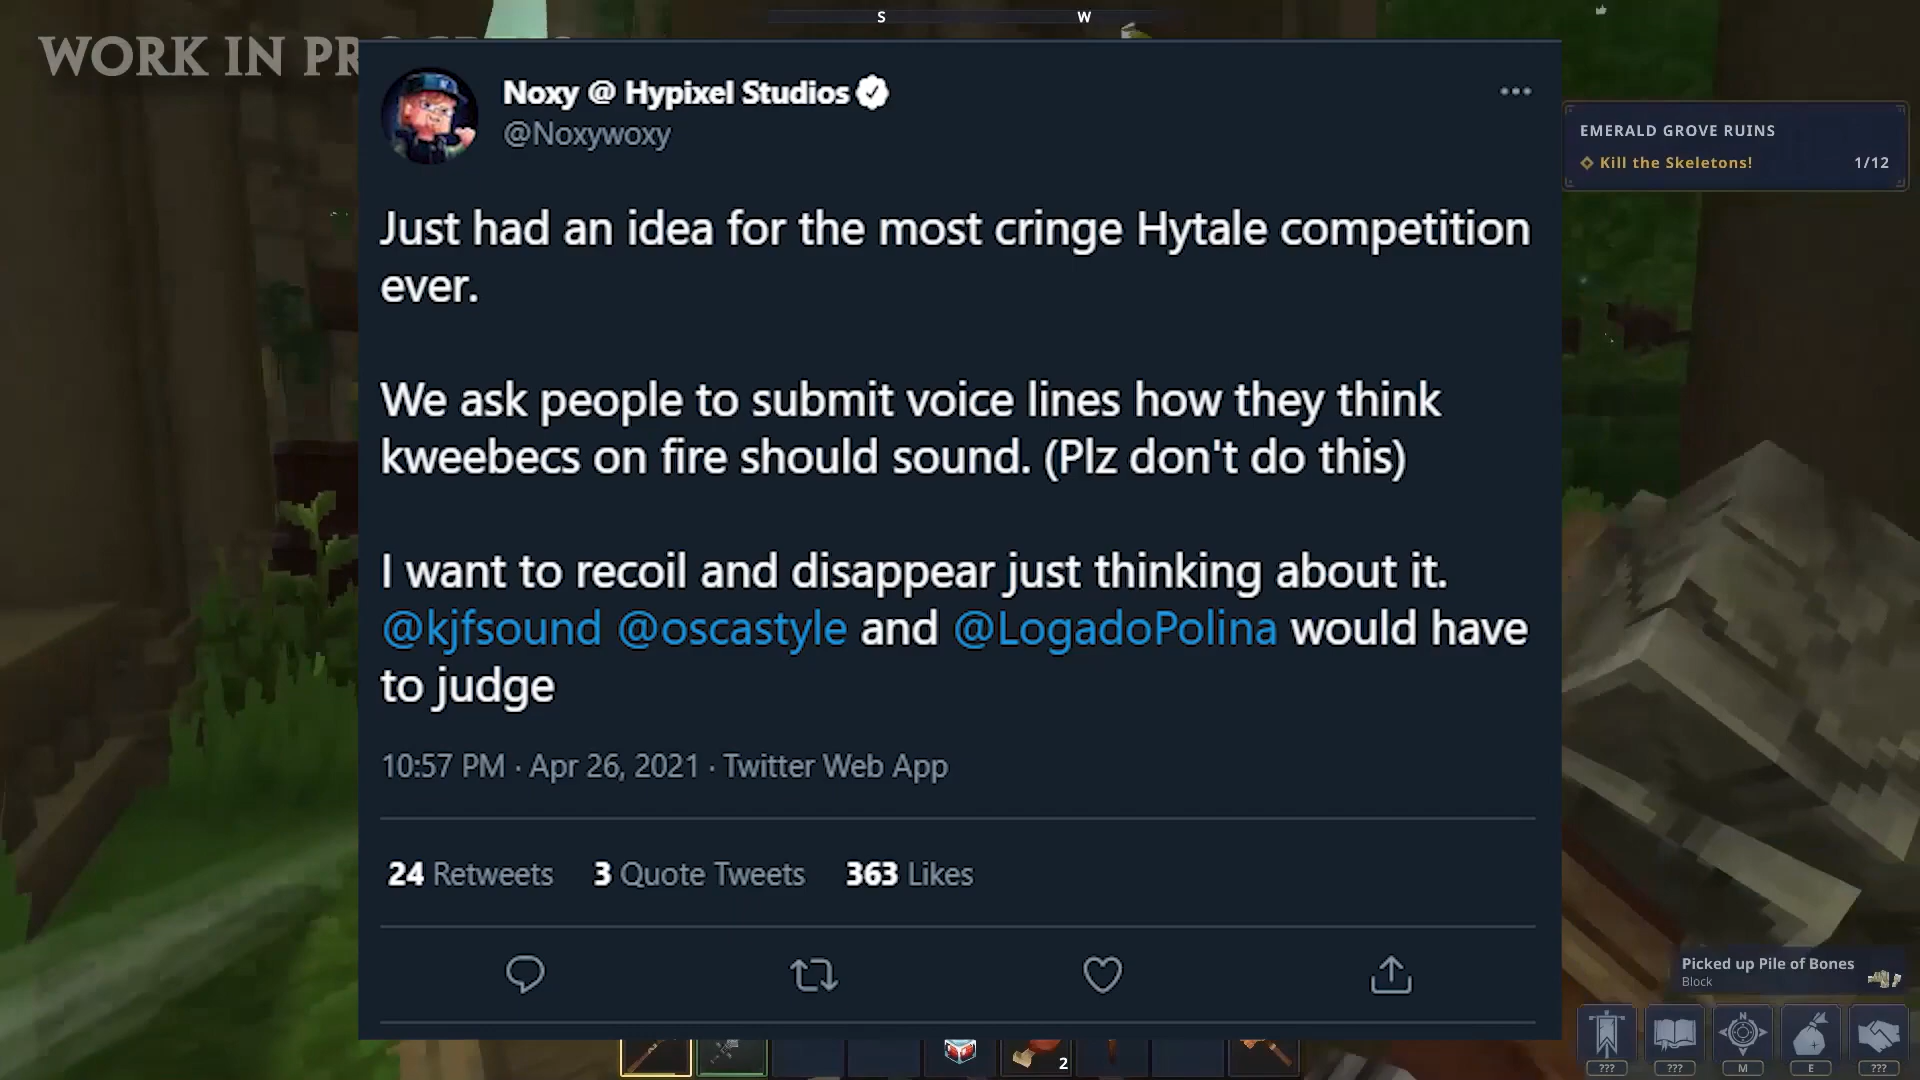 S W
WORK IN PR
Noxy @ Hypixel Studios
@Noxywoxy
Just had an idea for the most cringe Hytale competition
ever.
We ask people to submit voice lines how they think
kweebecs on fire should sound. (Plz don't do this)
I want to recoil and disappear just thinking about it.
@kjfsound @oscastyle and @LogadoPolina would have
to judge
10:57 PM · Apr 26, 2021 · Twitter Web App
24 Retweets 3 Quote Tweets 363 Likes
EMERALD GROVE RUINS
Kill the Skeletons! 1/12
Picked up Pile of Bones
Block
2
??? ??? M E ???